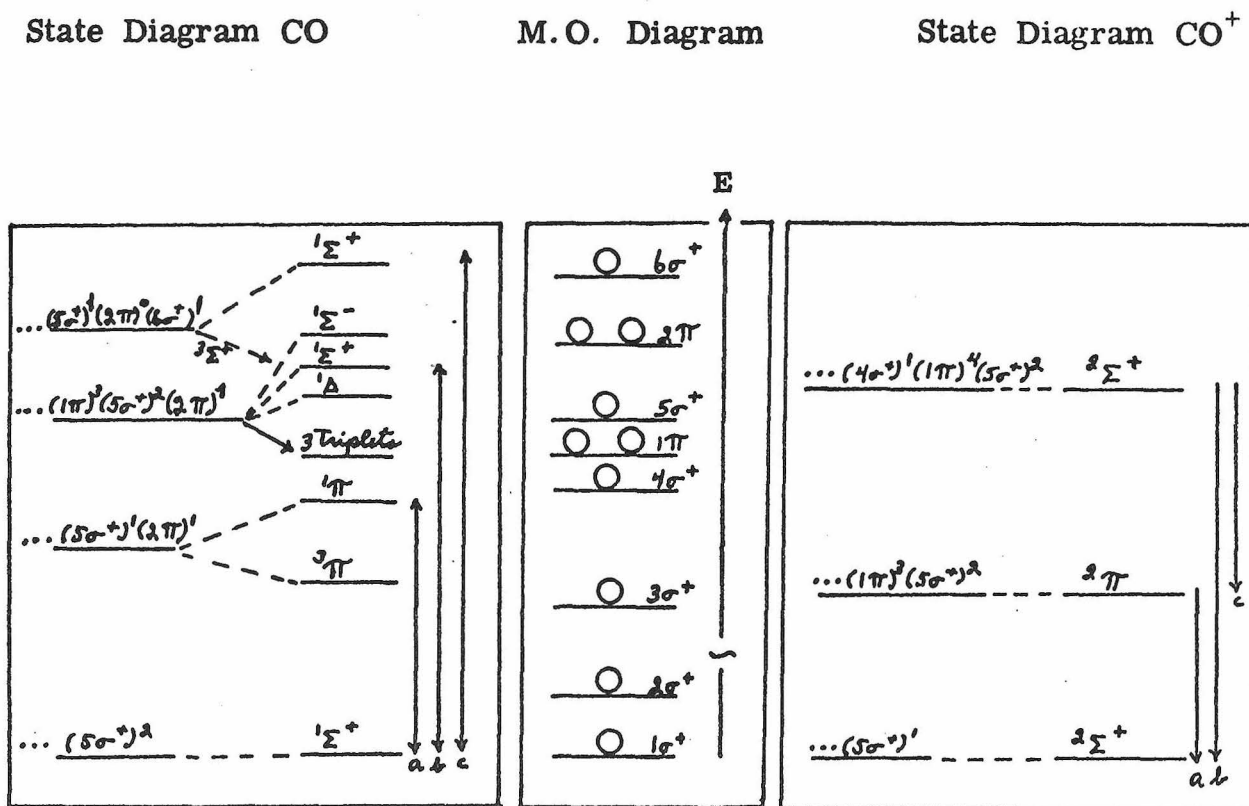 State Diagram CO
M.O. Diagram
State Diagram CO⁺
E
¹Σ⁺
...(5σ⁺)¹(2π)⁰(6σ⁺)¹
³Σ⁺
¹Σ⁻
¹Σ⁺
¹Δ
...(1π)³(5σ⁺)²(2π)¹
3 Triplets
¹π
...(5σ⁺)¹(2π)¹
³π
...(5σ⁺)²
¹Σ⁺
a b c
6σ⁺
2π
5σ⁺
1π
4σ⁺
3σ⁺
2σ⁺
1σ⁺
...(4σ⁺)¹(1π)⁴(5σ⁺)²
²Σ⁺
...(1π)³(5σ⁺)²
²π
c
...(5σ⁺)¹
²Σ⁺
a b